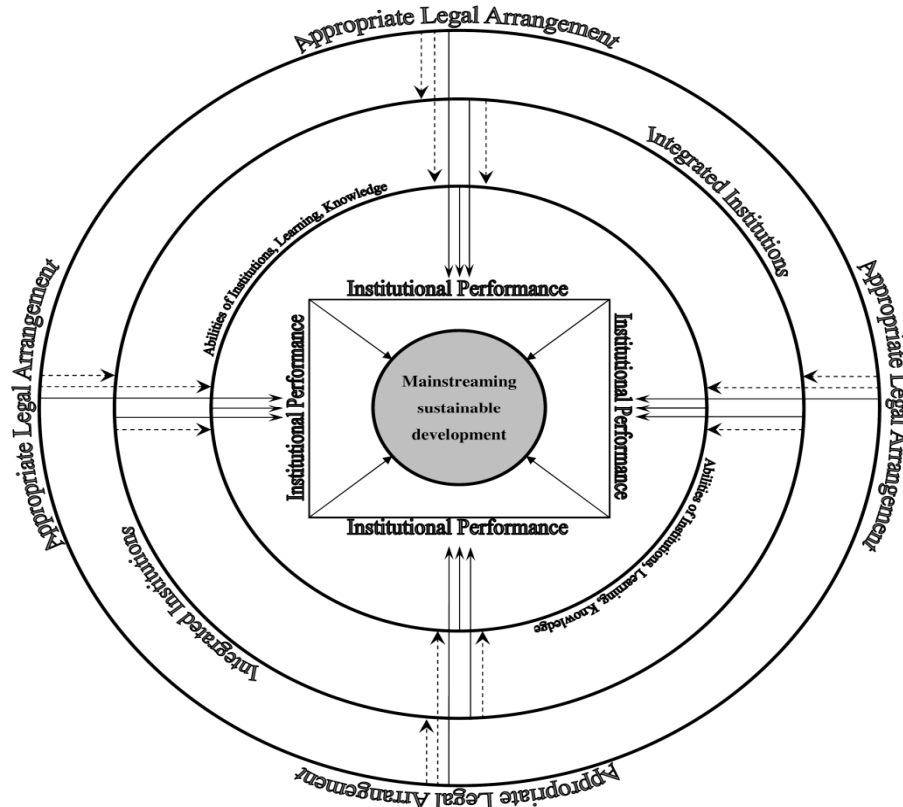 Appropriate Legal Arrangement
Integrated Institutions
Abilities of Institutions, Learning, Knowledge
Appropriate Legal Arrangement
Appropriate Legal Arrangement
Institutional Performance
Institutional Performance
Institutional Performance
Mainstreaming
sustainable
development
Institutional Performance
Abilities of Institutions, Learning, Knowledge
Integrated Institutions
Appropriate Legal Arrangement